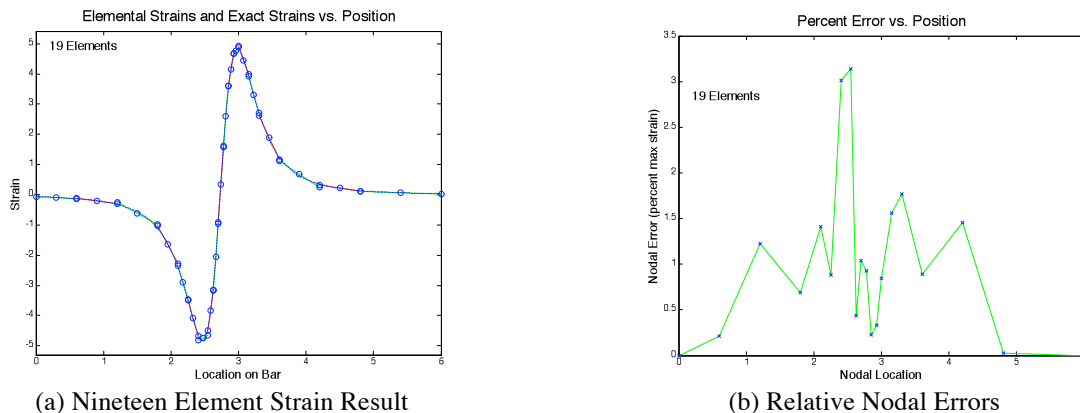 Elemental Strains and Exact Strains vs. Position
19 Elements
5
4
3
2
1
0
-1
-2
-3
-4
-5
Strain
0 1 2 3 4 5 6
Location on Bar
(a) Nineteen Element Strain Result
Percent Error vs. Position
19 Elements
3.5
3
2.5
2
1.5
1
0.5
0
Nodal Error (percent max strain)
0 1 2 3 4 5
Nodal Location
(b) Relative Nodal Errors